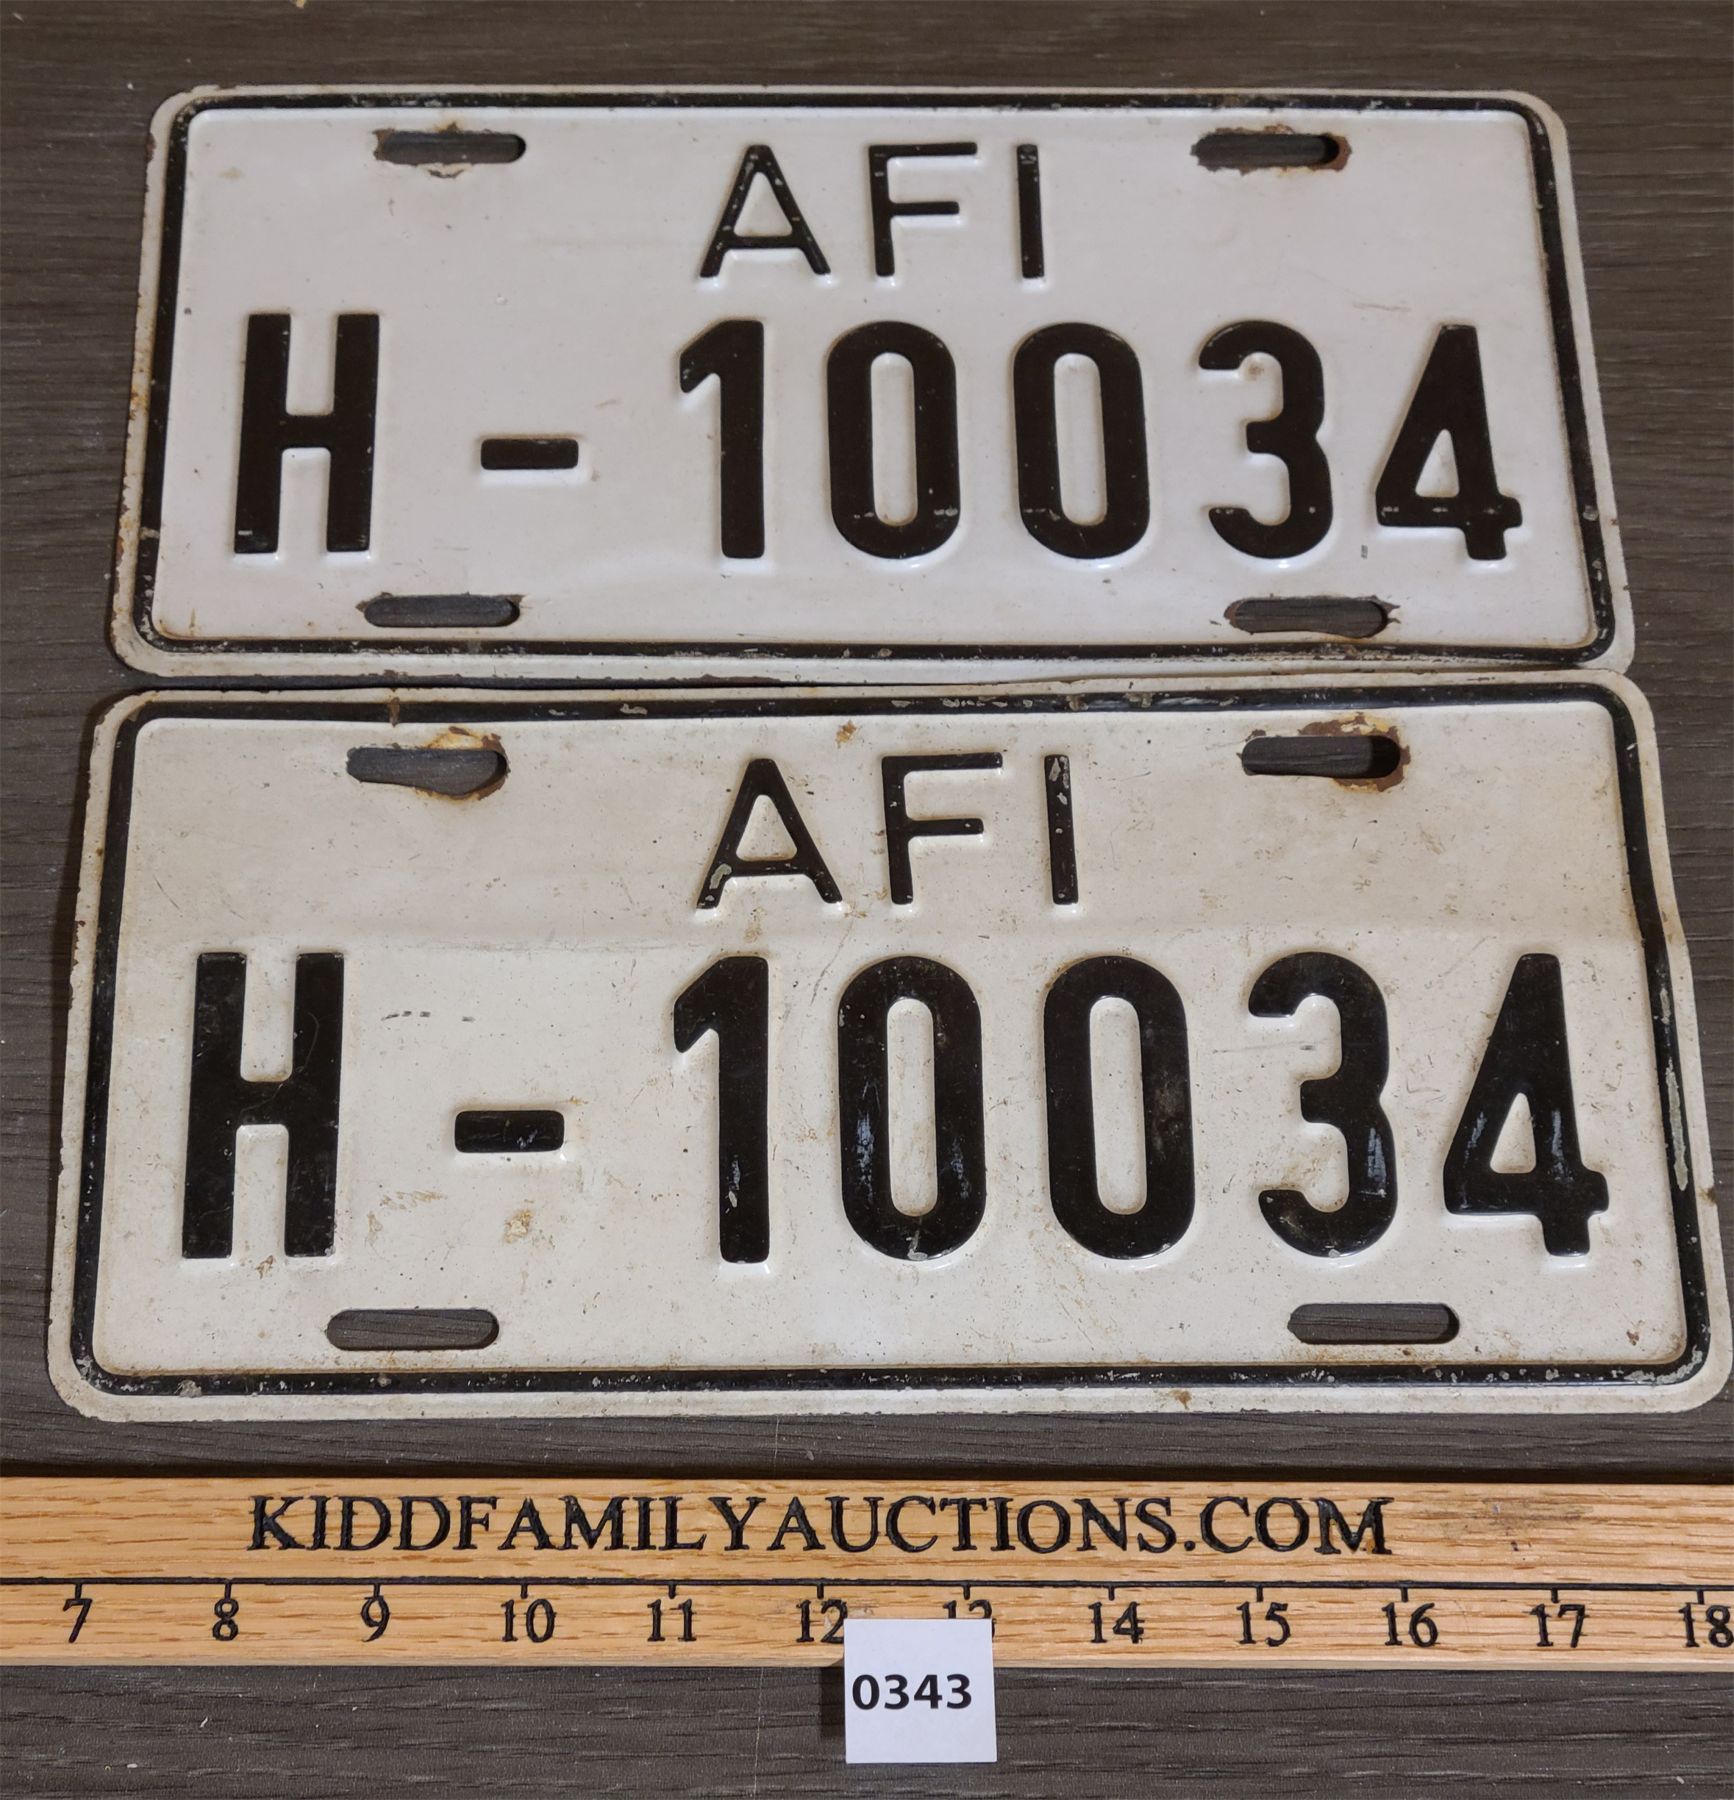 AFI
H-10034
AFI
H-10034
KIDDFAMILYAUCTIONS.COM
7 8 9 10 11 12 13 14 15 16 17 18
0343